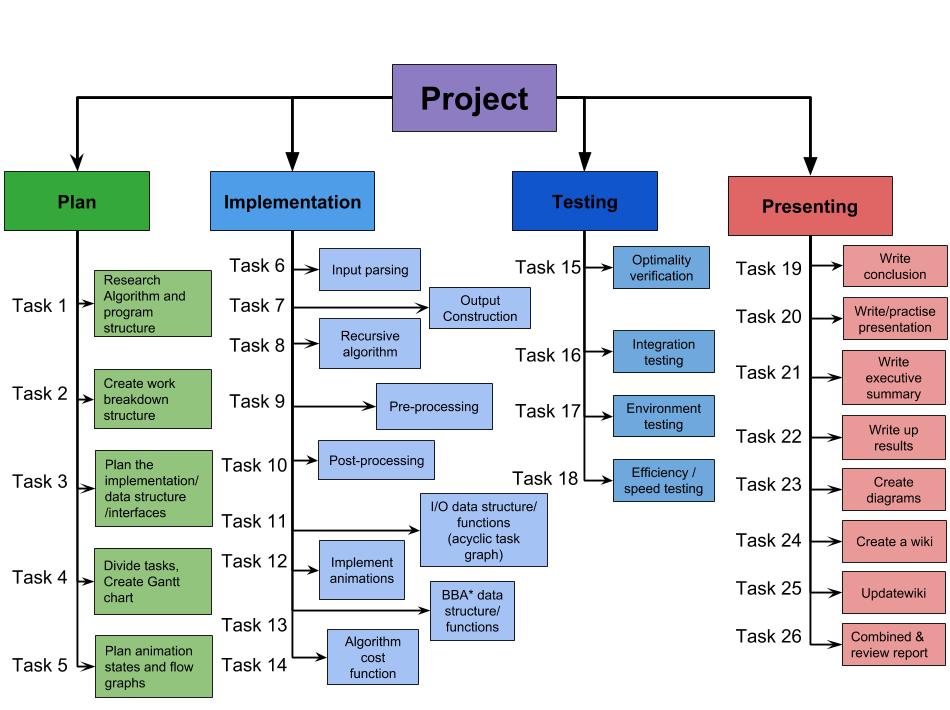 Project
Plan
Task 1
Research
Algorithm and
program
structure
Task 2
Create work
breakdown
structure
Task 3
Plan the
implementation/
data structure
/interfaces
Task 4
Divide tasks,
Create Gantt
chart
Task 5
Plan animation
states and flow
graphs
Implementation
Task 6
Input parsing
Task 7
Output
Construction
Task 8
Recursive
algorithm
Task 9
Pre-processing
Task 10
Post-processing
Task 11
I/O data structure/
functions
(acyclic task
graph)
Task 12
Implement
animations
Task 13
BBA* data
structure/
functions
Task 14
Algorithm
cost
function
Testing
Task 15
Optimality
verification
Task 16
Integration
testing
Task 17
Environment
testing
Task 18
Efficiency /
speed testing
Presenting
Task 19
Write
conclusion
Task 20
Write/practise
presentation
Task 21
Write
executive
summary
Task 22
Write up
results
Task 23
Create
diagrams
Task 24
Create a wiki
Task 25
Updatewiki
Task 26
Combined &
review report